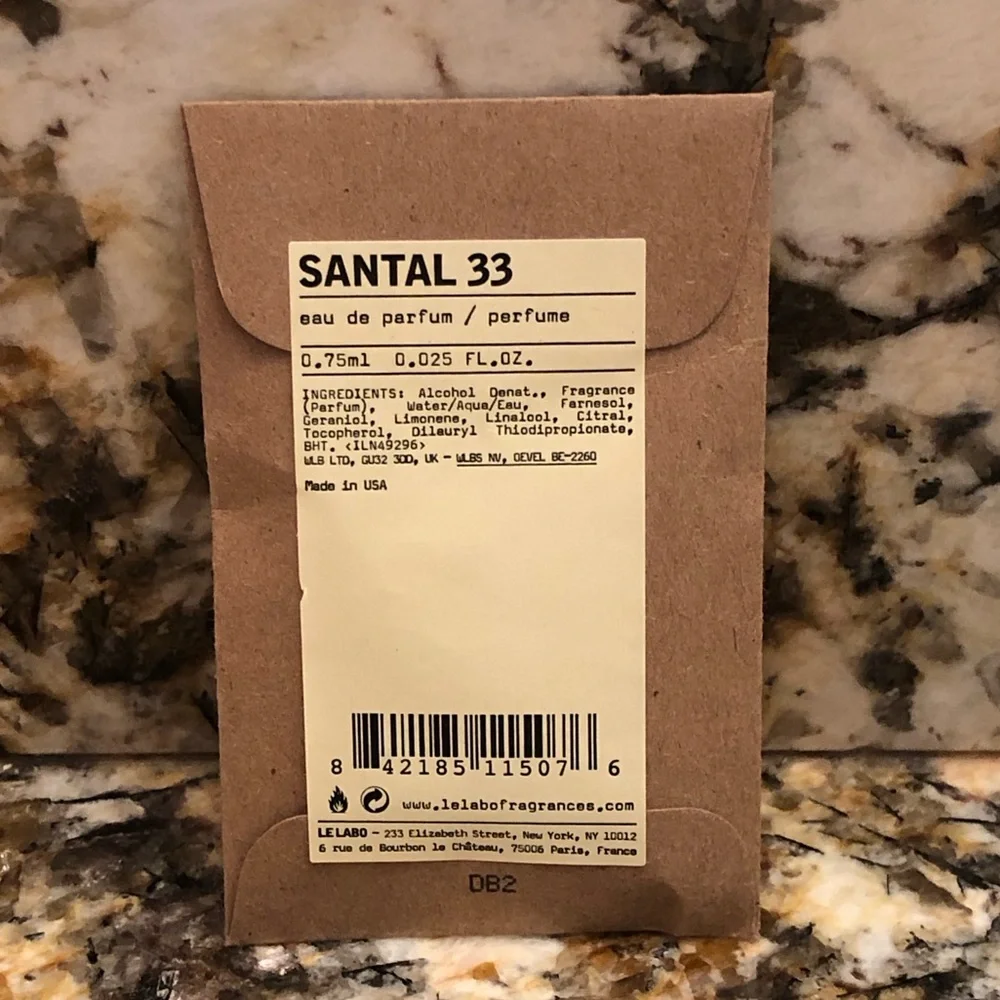 SANTAL 33
eau de parfum / perfume
0.75ml 0.025 FL.OZ.
INGREDIENTS: Alcohol Denat., Fragrance
(Parfum), Water/Aqua/Eau, Farnesol,
Geraniol, Limonene, Linalool, Citral,
Tocopherol, Dilauryl Thiodipropionate,
BHT. <ILN49296>
WLB LTD, GU32 3DD, UK - WLBS NV, OEVEL BE-2260
Made in USA
8 42185 11507 6
www.lelabofragrances.com
LE LABO - 233 Elizabeth Street, New York, NY 10012
6 rue de Bourbon le Château, 75006 Paris, France
DB2